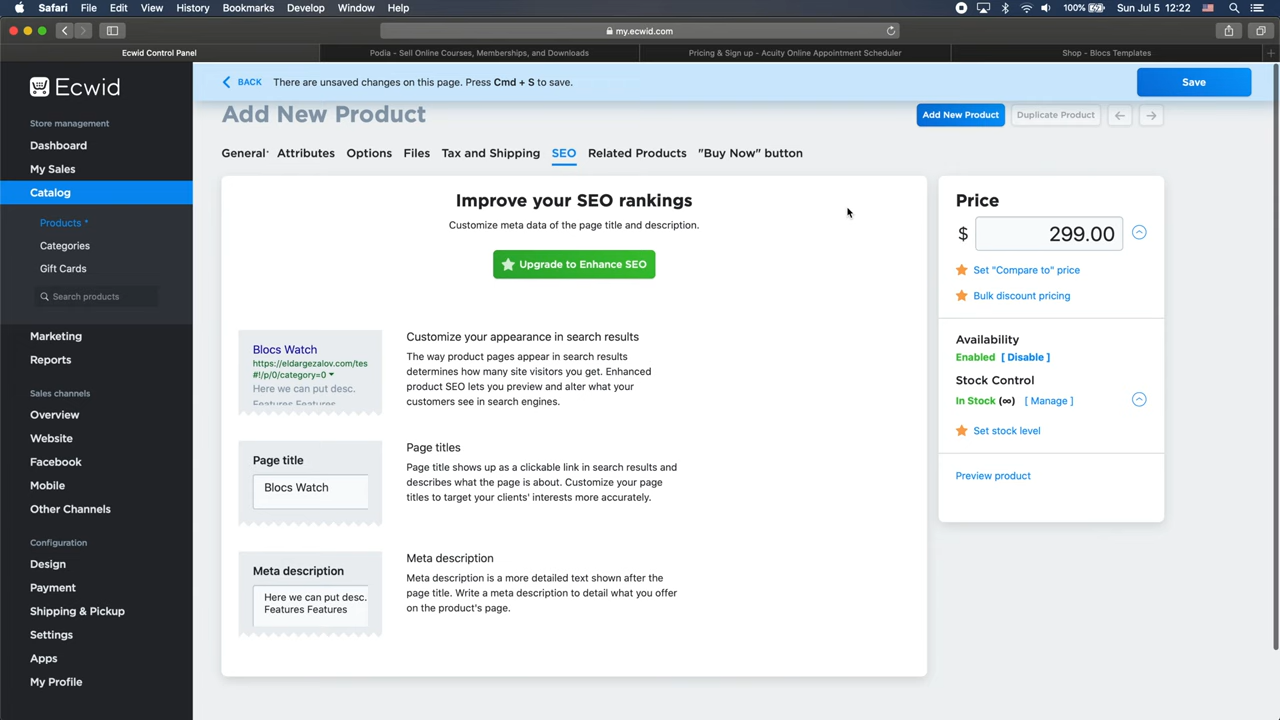 Safari File Edit View History Bookmarks Develop Window Help 100% Sun Jul 5 12:22
my.ecwid.com
Ecwid Control Panel
Podia - Sell Online Courses, Memberships, and Downloads
Pricing & Sign up - Acuity Online Appointment Scheduler
Shop - Blocs Templates
Ecwid
Store management
Dashboard
My Sales
Catalog
Products *
Categories
Gift Cards
Search products
Marketing
Reports
Sales channels
Overview
Website
Facebook
Mobile
Other Channels
Configuration
Design
Payment
Shipping & Pickup
Settings
Apps
My Profile
BACK There are unsaved changes on this page. Press Cmd + S to save.
Save
Add New Product
Add New Product
Duplicate Product
General* Attributes Options Files Tax and Shipping SEO Related Products "Buy Now" button
Improve your SEO rankings
Customize meta data of the page title and description.
Upgrade to Enhance SEO
Blocs Watch
https://eldargezalov.com/tes
#!/p/0/category=0
Here we can put desc.
Features Features
Customize your appearance in search results
The way product pages appear in search results
determines how many site visitors you get. Enhanced
product SEO lets you preview and alter what your
customers see in search engines.
Page title
Blocs Watch
Page titles
Page title shows up as a clickable link in search results and
describes what the page is about. Customize your page
titles to target your clients' interests more accurately.
Meta description
Here we can put desc.
Features Features
Meta description
Meta description is a more detailed text shown after the
page title. Write a meta description to detail what you offer
on the product's page.
Price
$ 299.00
Set "Compare to" price
Bulk discount pricing
Availability
Enabled [ Disable ]
Stock Control
In Stock (∞) [ Manage ]
Set stock level
Preview product